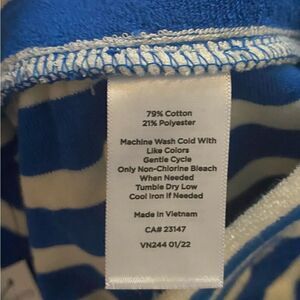 79% Cotton
21% Polyester
Machine Wash Cold With
Like Colors
Gentle Cycle
Only Non-Chlorine Bleach
When Needed
Tumble Dry Low
Cool Iron if Needed
Made in Vietnam
CA# 23147
VN244 01/22